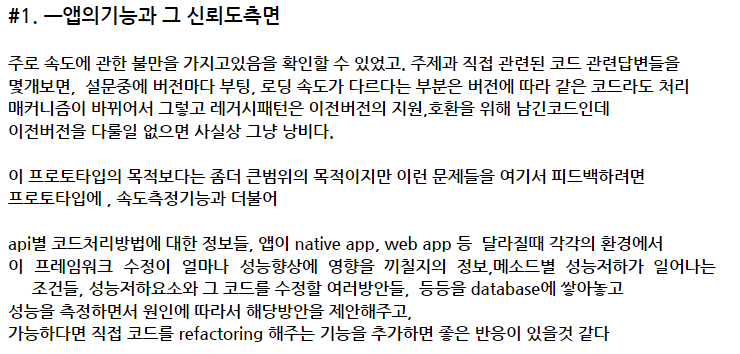 #1. ㅡ앱의기능과 그 신뢰도측면
주로 속도에 관한 불만을 가지고있음을 확인할 수 있었고. 주제과 직접 관련된 코드 관련답변들을
몇개보면, 설문중에 버전마다 부팅, 로딩 속도가 다르다는 부분은 버전에 따라 같은 코드라도 처리
매커니즘이 바뀌어서 그렇고 레거시패턴은 이전버전의 지원,호환을 위해 남긴코드인데
이전버전을 다룰일 없으면 사실상 그냥 낭비다.
이 프로토타입의 목적보다는 좀더 큰범위의 목적이지만 이런 문제들을 여기서 피드백하려면
프로토타입에 , 속도측정기능과 더불어
api별 코드처리방법에 대한 정보들, 앱이 native app, web app 등 달라질때 각각의 환경에서
이 프레임워크 수정이 얼마나 성능향상에 영향을 끼칠지의 정보,메소드별 성능저하가 일어나는
조건들, 성능저하요소와 그 코드를 수정할 여러방안들, 등등을 database에 쌓아놓고
성능을 측정하면서 원인에 따라서 해당방안을 제안해주고,
가능하다면 직접 코드를 refactoring 해주는 기능을 추가하면 좋은 반응이 있을것 같다